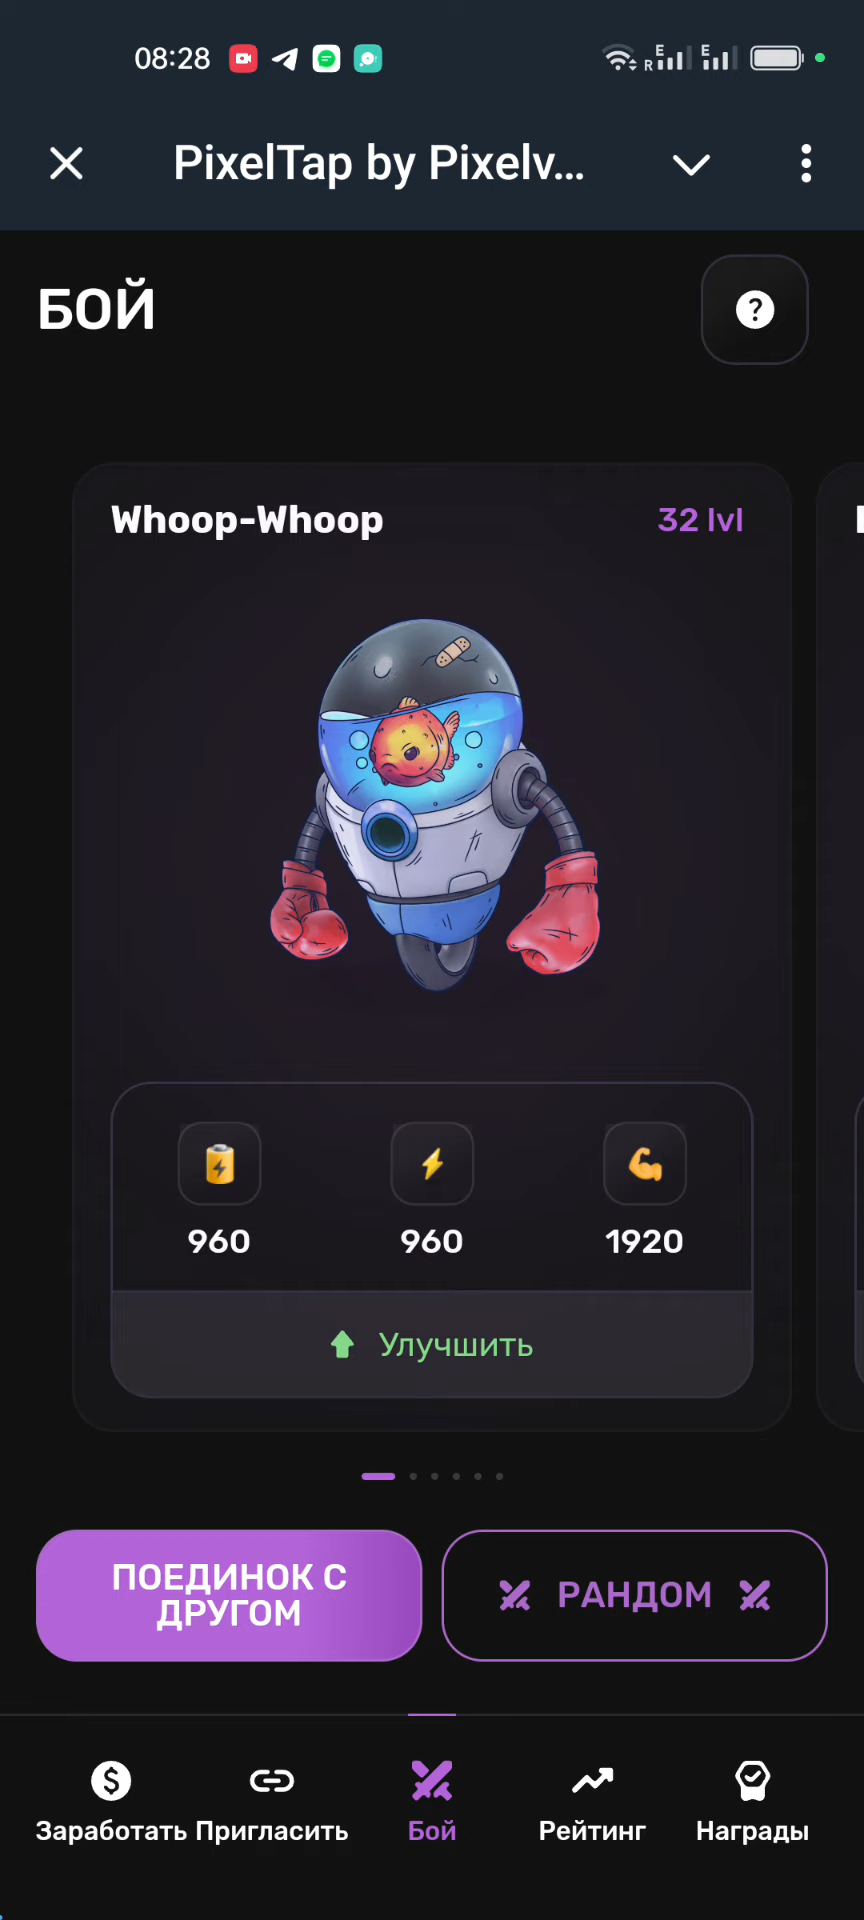 08:28
R E E
PixelTap by Pixelv...
БОЙ
Whoop-Whoop
32 lvl
960
960
1920
Улучшить
ПОЕДИНОК С
ДРУГОМ
РАНДОМ
Заработать
Пригласить
Бой
Рейтинг
Награды